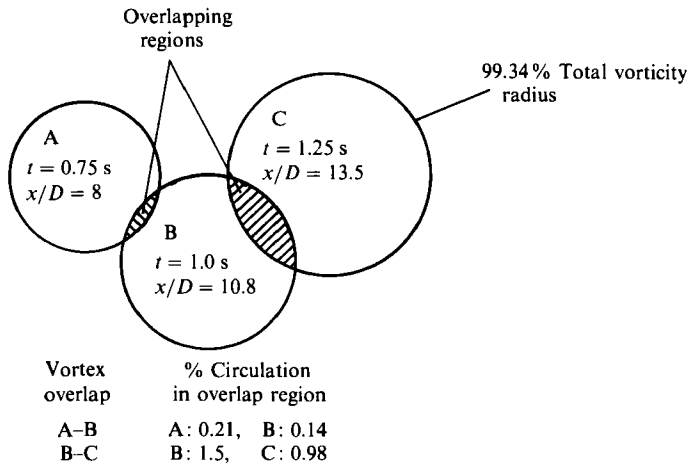 Overlapping
regions
99.34% Total vorticity
radius
A
t = 0.75 s
x/D = 8
C
t = 1.25 s
x/D = 13.5
B
t = 1.0 s
x/D = 10.8
Vortex % Circulation
overlap in overlap region
A–B A: 0.21, B: 0.14
B–C B: 1.5, C: 0.98